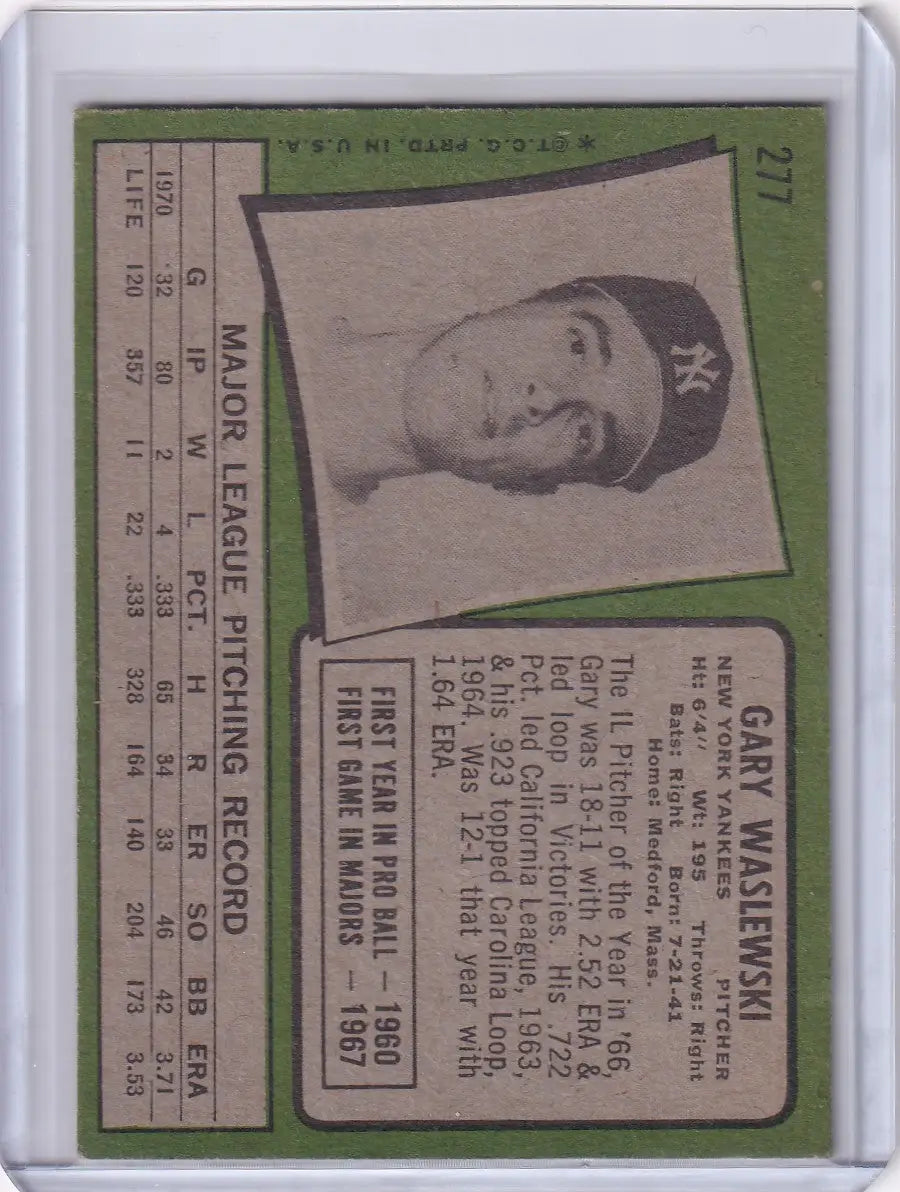 277
*©T.C.G. PRTD. IN U.S.A.
NY
GARY WASLEWSKI
NEW YORK YANKEES PITCHER
Ht: 6'4" Wt: 195 Throws: Right
Bats: Right Born: 7-21-41
Home: Medford, Mass.
The IL Pitcher of the Year in '66,
Gary was 18-11 with 2.52 ERA &
led loop in Victories. His .722
Pct. led California League, 1963,
& his .923 topped Carolina Loop,
1964. Was 12-1 that year with
1.64 ERA.
FIRST YEAR IN PRO BALL — 1960
FIRST GAME IN MAJORS — 1967
MAJOR LEAGUE PITCHING RECORD
G IP W L PCT. H R ER SO BB ERA
1970 32 80 2 4 .333 65 34 33 46 42 3.71
LIFE 120 357 11 22 .333 328 164 140 204 173 3.53